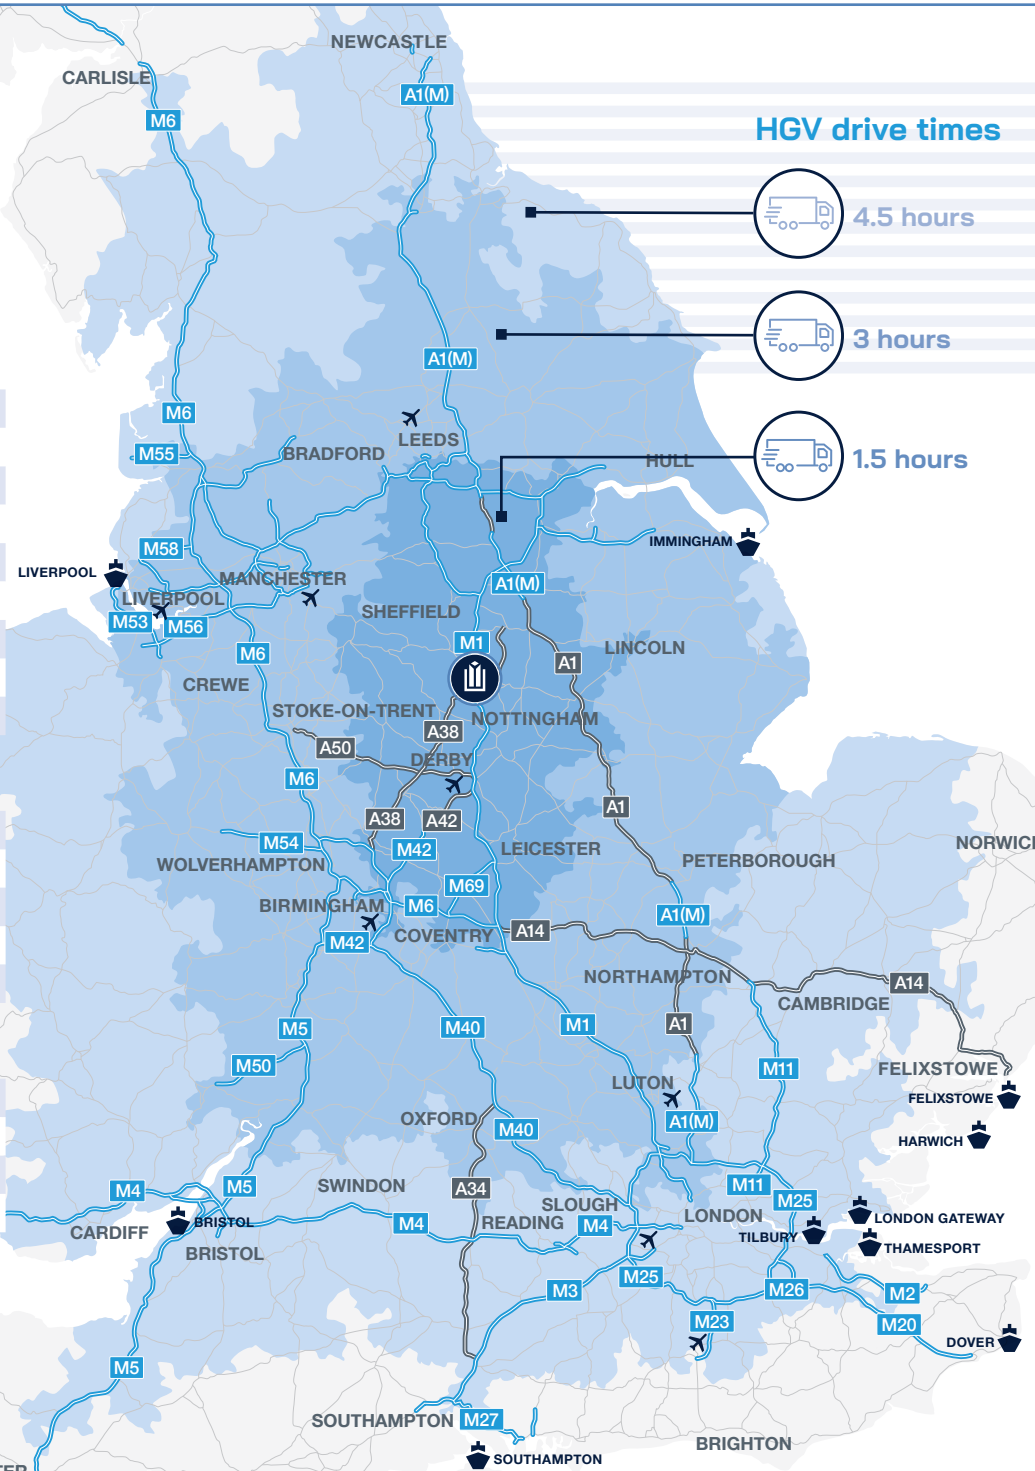 NEWCASTLE
CARLISLE
A1(M)
M6
HGV drive times
4.5 hours
3 hours
A1(M)
M6
LEEDS
M55
BRADFORD
HULL
1.5 hours
IMMINGHAM
M58
LIVERPOOL
MANCHESTER
A1(M)
LIVERPOOL
SHEFFIELD
M53
M56
M1
LINCOLN
M6
A1
CREWE
STOKE-ON-TRENT
NOTTINGHAM
A38
A50
DERBY
M6
A1
A38
A42
M54
M42
LEICESTER
NORWICH
WOLVERHAMPTON
PETERBOROUGH
M69
BIRMINGHAM
M6
A1(M)
M42
COVENTRY
A14
NORTHAMPTON
A14
CAMBRIDGE
M5
M40
M1
A1
M50
M11
FELIXSTOWE
LUTON
FELIXSTOWE
OXFORD
M40
A1(M)
HARWICH
M4
M5
SWINDON
A34
M11
M25
SLOUGH
CARDIFF
BRISTOL
M4
READING
M4
LONDON
LONDON GATEWAY
TILBURY
BRISTOL
THAMESPORT
M3
M25
M26
M2
M23
M20
DOVER
M5
SOUTHAMPTON
M27
BRIGHTON
SOUTHAMPTON